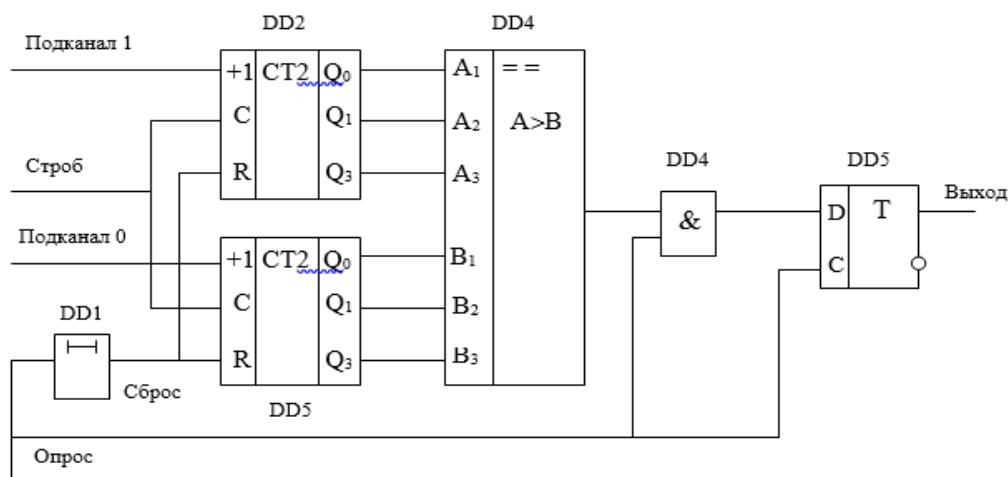 DD2
DD4
Подканал 1
+1 CT2 Q0
C Q1
R Q3
A1 = =
A2 A>B
A3
Строб
DD4
&
DD5
D T
C
Выход
Подканал 0
+1 CT2 Q0
C Q1
R Q3
B1
B2
B3
DD1
Сброс
DD5
Опрос